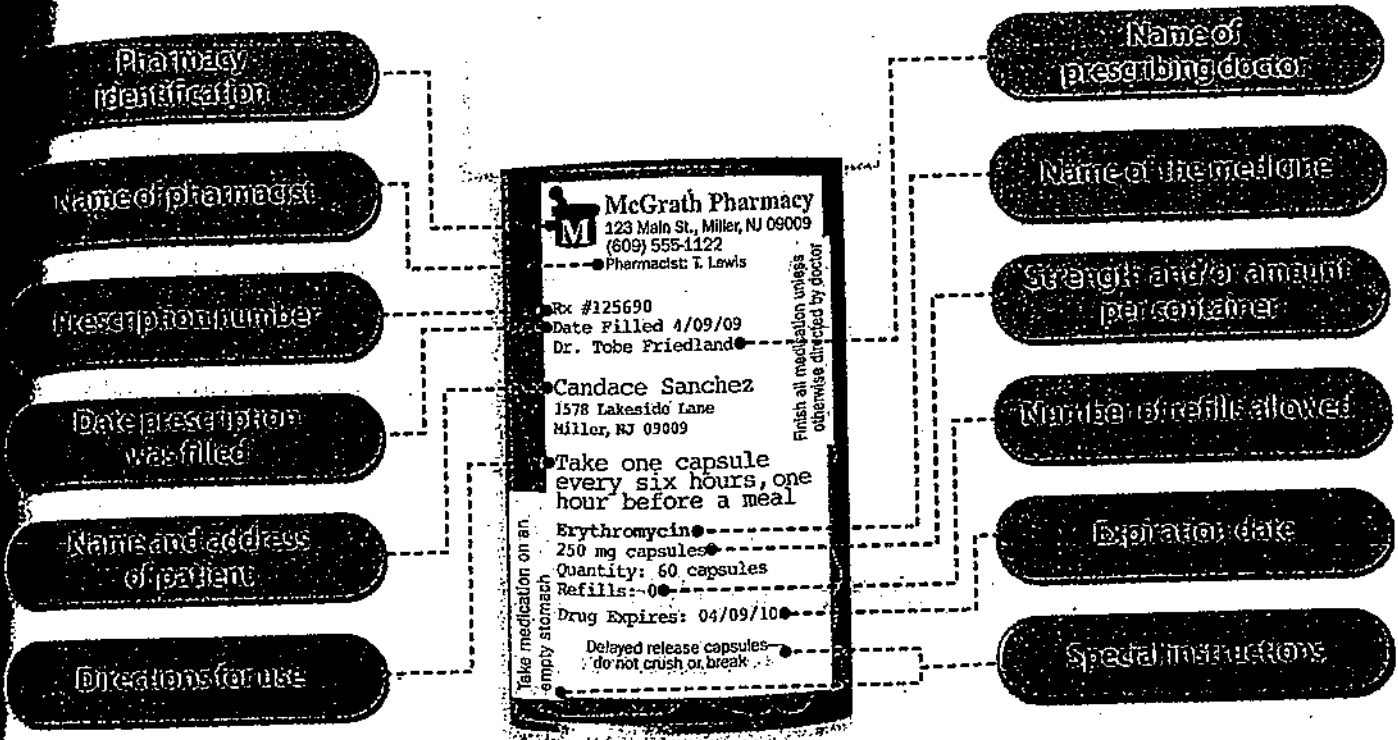 Pharmacy
identification
Name of pharmacist
Prescription number
Date prescription
was filled
Name and address
of patient
Directions for use
M
McGrath Pharmacy
123 Main St., Miller, NJ 09009
(609) 555-1122
Pharmacist: T. Lewis
Rx #125690
Date Filled 4/09/09
Dr. Tobe Friedland
Candace Sanchez
1578 Lakeside Lane
Miller, NJ 09009
Take one capsule
every six hours, one
hour before a meal
Erythromycin
250 mg capsules
Quantity: 60 capsules
Refills: 0
Drug Expires: 04/09/10
Delayed release capsules
do not crush or break
Take medication on an
empty stomach
Finish all medication unless
otherwise directed by doctor
Name of
prescribing doctor
Name of the medicine
Strength and/or amount
per container
Number of refills allowed
Expiration date
Special instructions